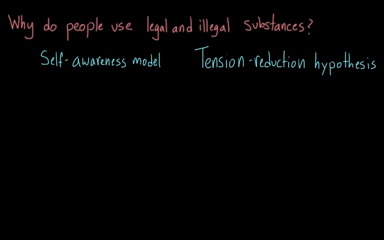 Why do people use legal and illegal substances?
Self-awareness model Tension-reduction hypothesis